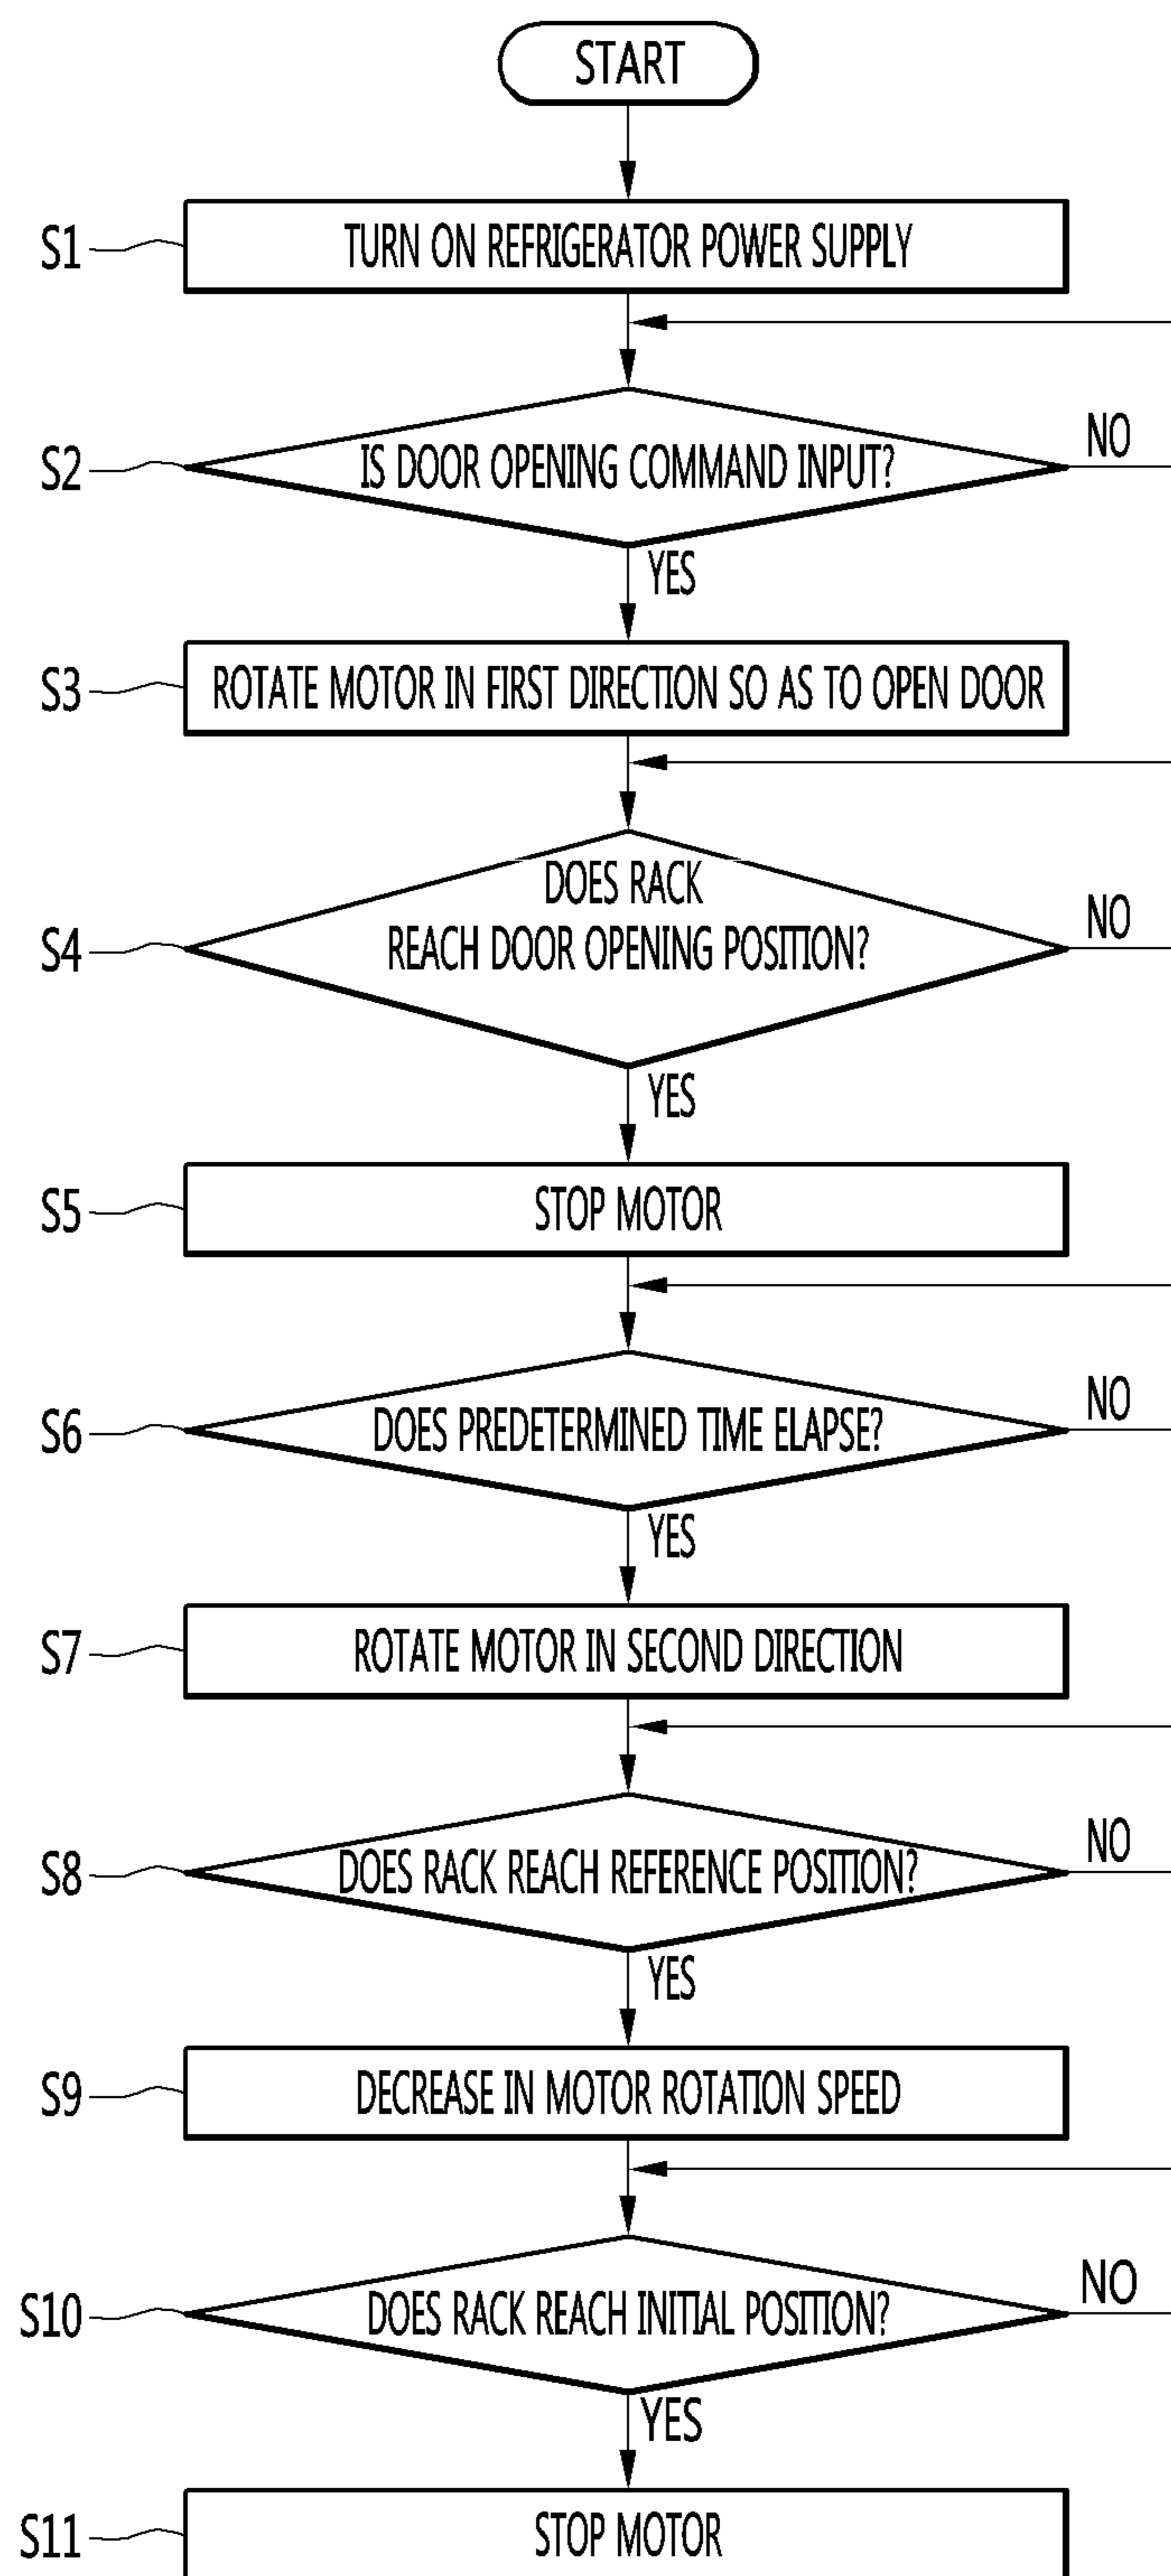 START
S1
TURN ON REFRIGERATOR POWER SUPPLY
S2
IS DOOR OPENING COMMAND INPUT?
NO
YES
S3
ROTATE MOTOR IN FIRST DIRECTION SO AS TO OPEN DOOR
S4
DOES RACK
REACH DOOR OPENING POSITION?
NO
YES
S5
STOP MOTOR
S6
DOES PREDETERMINED TIME ELAPSE?
NO
YES
S7
ROTATE MOTOR IN SECOND DIRECTION
S8
DOES RACK REACH REFERENCE POSITION?
NO
YES
S9
DECREASE IN MOTOR ROTATION SPEED
S10
DOES RACK REACH INITIAL POSITION?
NO
YES
S11
STOP MOTOR